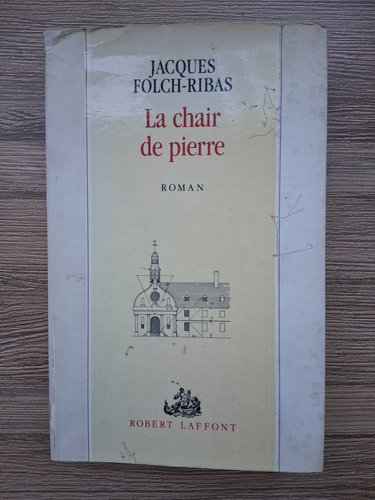 JACQUES
FOLCH-RIBAS
La chair
de pierre
ROMAN
ROBERT LAFFONT